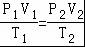 P₁V₁/T₁ = P₂V₂/T₂